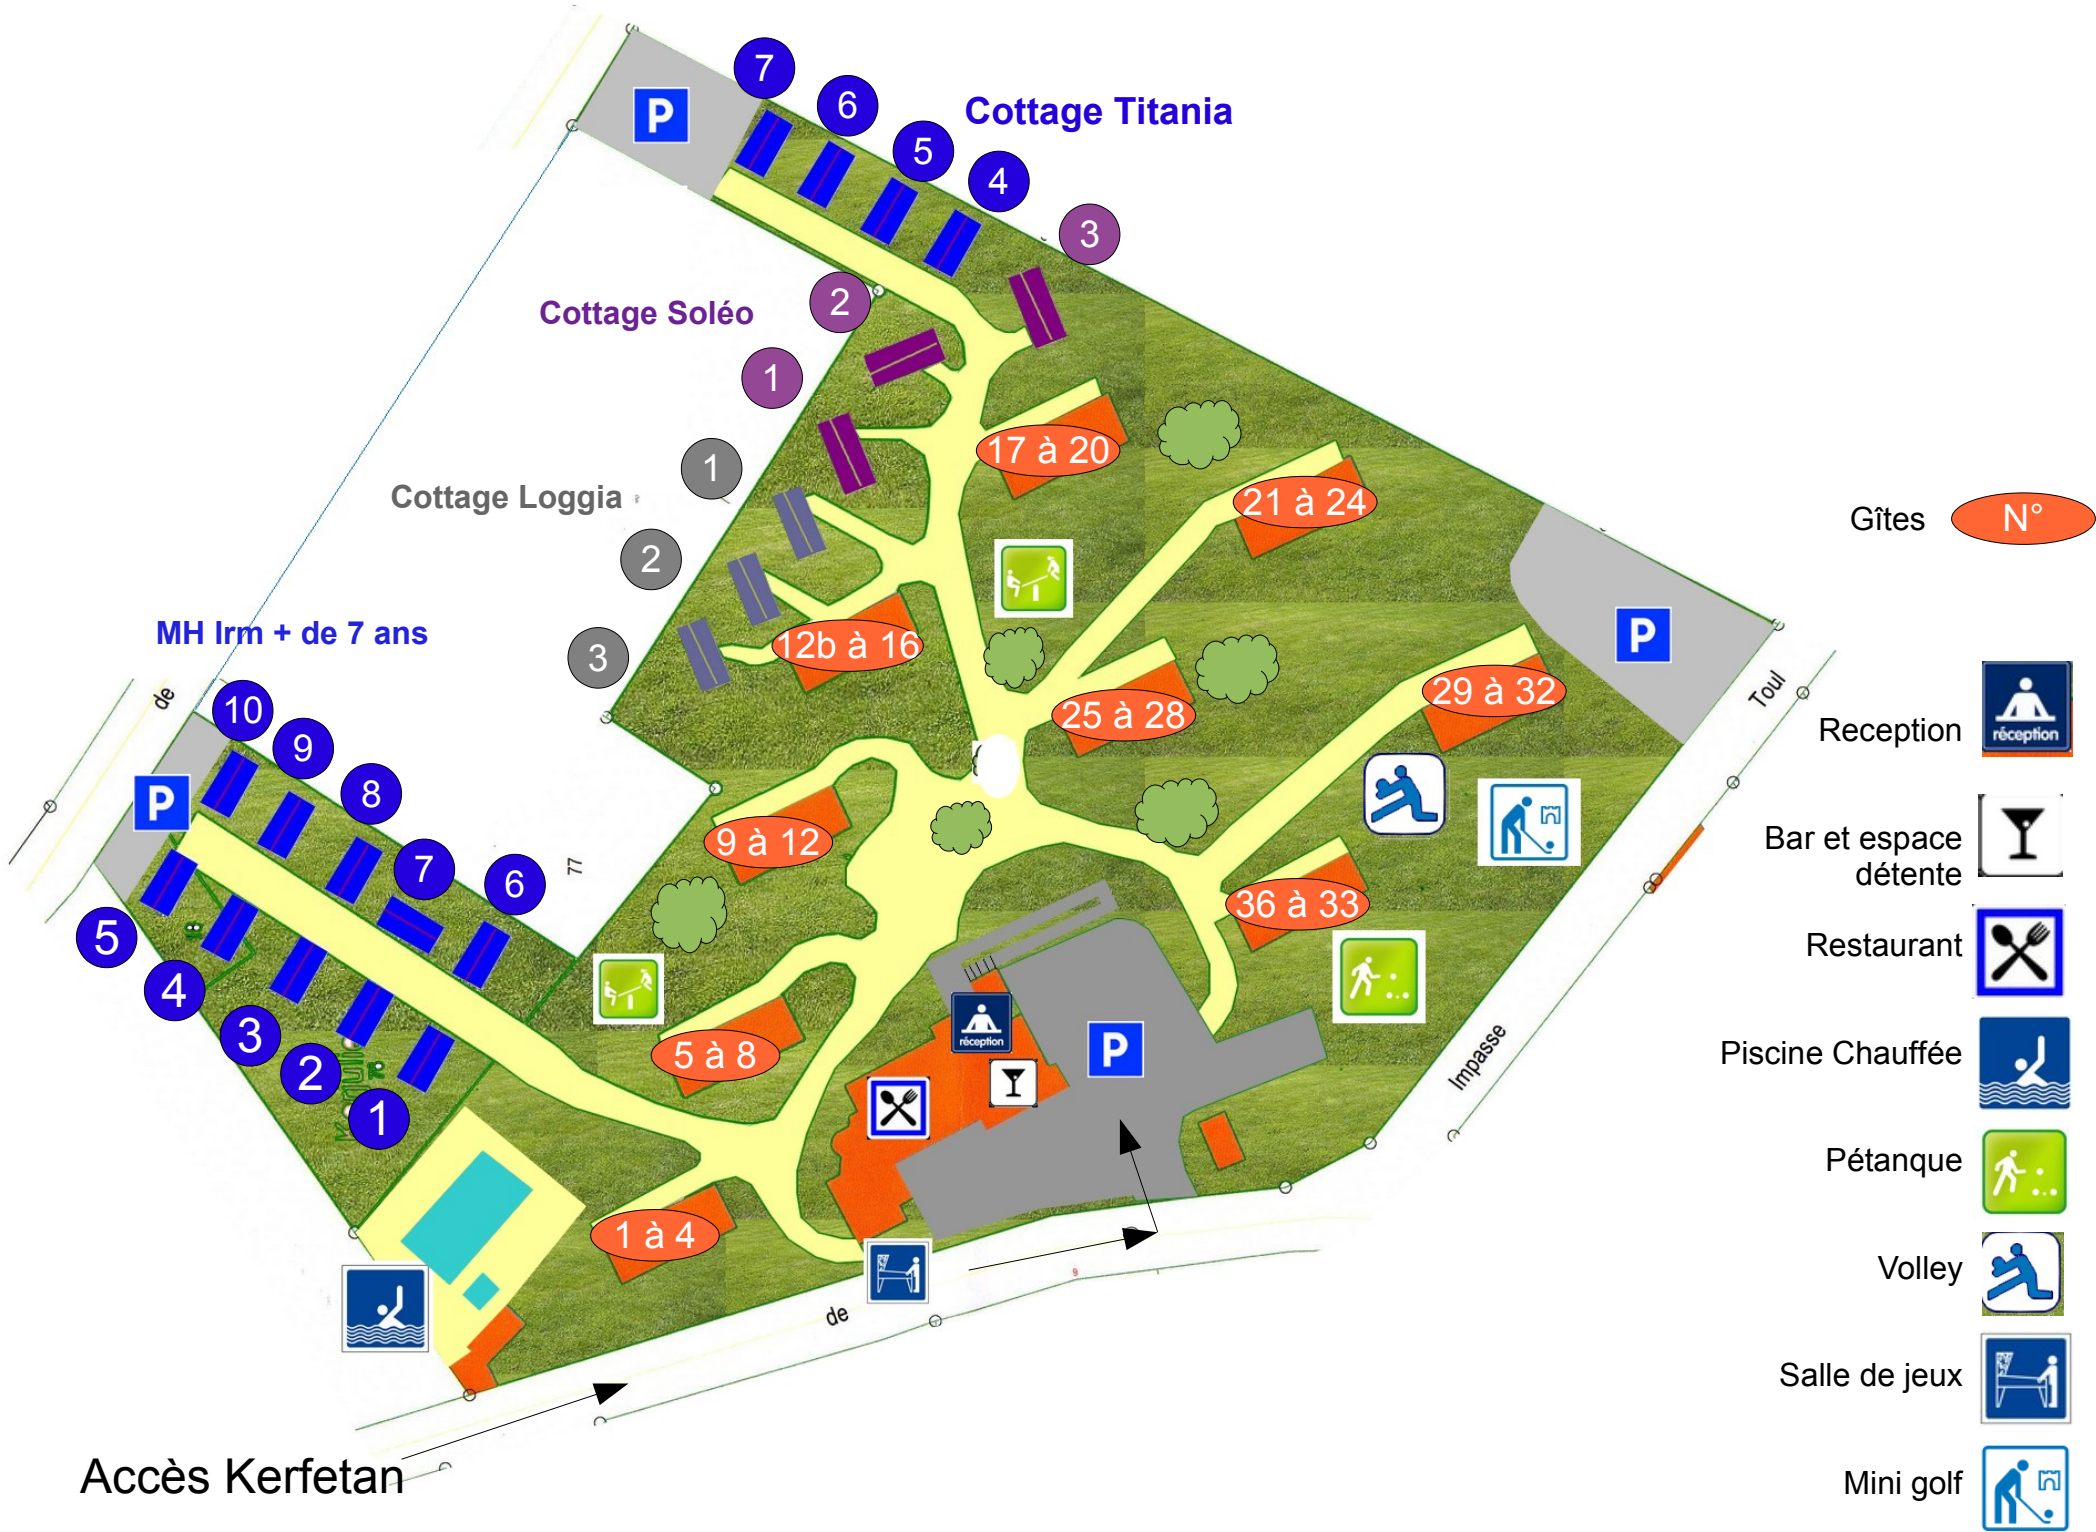 P
7
6
5
4
Cottage Titania
3
2
Cottage Soléo
1
1
Cottage Loggia
2
3
17 à 20
21 à 24
12b à 16
25 à 28
29 à 32
P
Toul
Gîtes N°
MH Irm + de 7 ans
de
10
9
8
7
6
P
5
4
3
2
1
77
9 à 12
36 à 33
5 à 8
réception
P
Impasse
1 à 4
de
9
Accès Kerfetan
Reception
réception
Bar et espace
détente
Restaurant
Piscine Chauffée
Pétanque
Volley
Salle de jeux
Mini golf